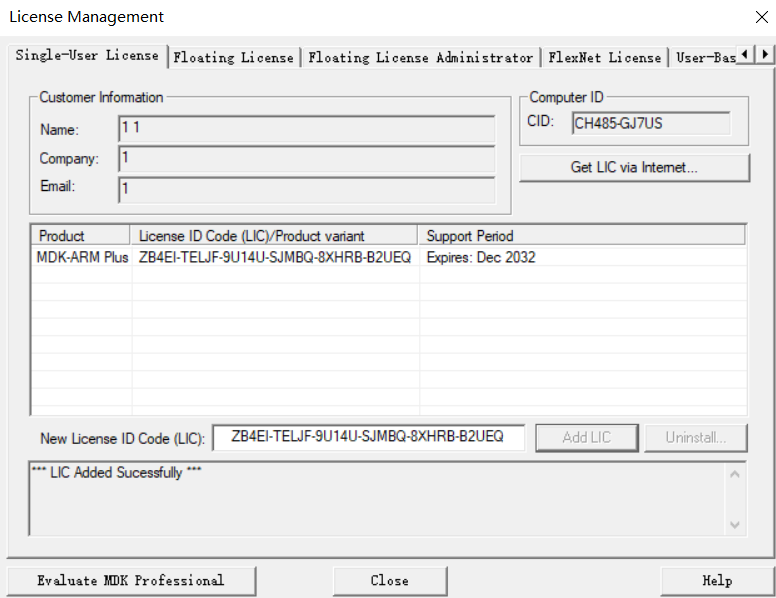 License Management
Single-User License Floating License Floating License Administrator FlexNet License User-Bas
Customer Information
Name: 1 1
Company: 1
Email: 1
Computer ID
CID: CH485-GJ7US
Get LIC via Internet...
Product License ID Code (LIC)/Product variant Support Period
MDK-ARM Plus ZB4EI-TELJF-9U14U-SJMBQ-8XHRB-B2UEQ Expires: Dec 2032
New License ID Code (LIC): ZB4EI-TELJF-9U14U-SJMBQ-8XHRB-B2UEQ Add LIC Uninstall...
*** LIC Added Sucessfully ***
Evaluate MDK Professional Close Help